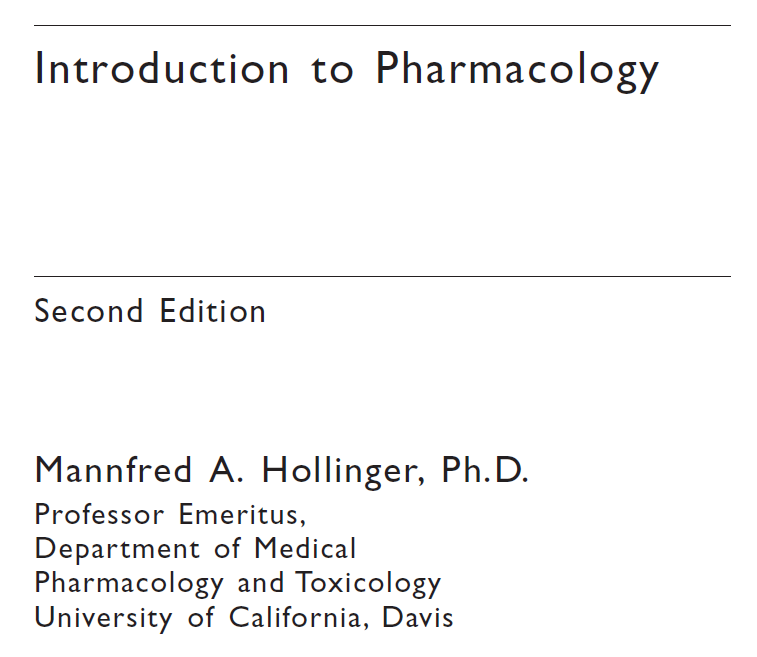 Introduction to Pharmacology
Second Edition
Mannfred A. Hollinger, Ph.D.
Professor Emeritus,
Department of Medical
Pharmacology and Toxicology
University of California, Davis